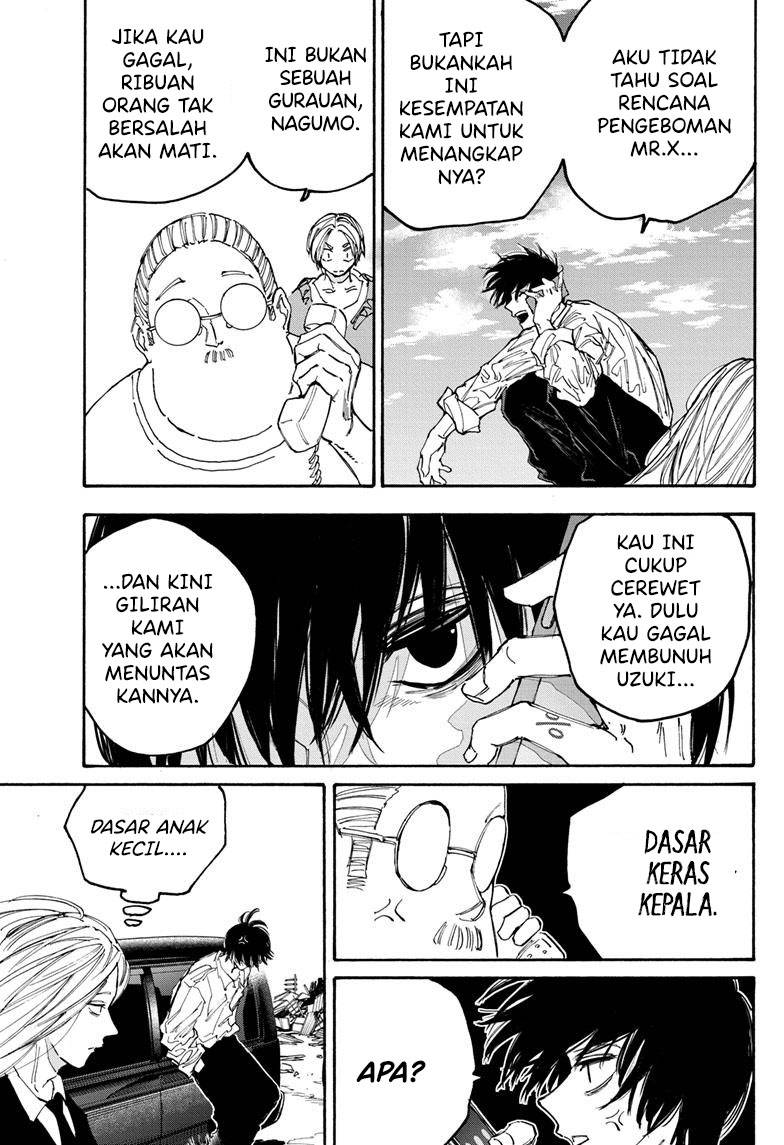 AKU TIDAK
TAHU SOAL
RENCANA
PENGEBOMAN
MR.X...
TAPI
BUKANKAH
INI
KESEMPATAN
KAMI UNTUK
MENANGKAP
NYA?
INI BUKAN
SEBUAH
GURAUAN,
NAGUMO.
JIKA KAU
GAGAL,
RIBUAN
ORANG TAK
BERSALAH
AKAN MATI.
KAU INI
CUKUP
CEREWET
YA. DULU
KAU GAGAL
MEMBUNUH
UZUKI...
...DAN KINI
GILIRAN
KAMI
YANG AKAN
MENUNTAS
KANNYA.
DASAR
KERAS
KEPALA.
APA?
DASAR ANAK
KECIL....